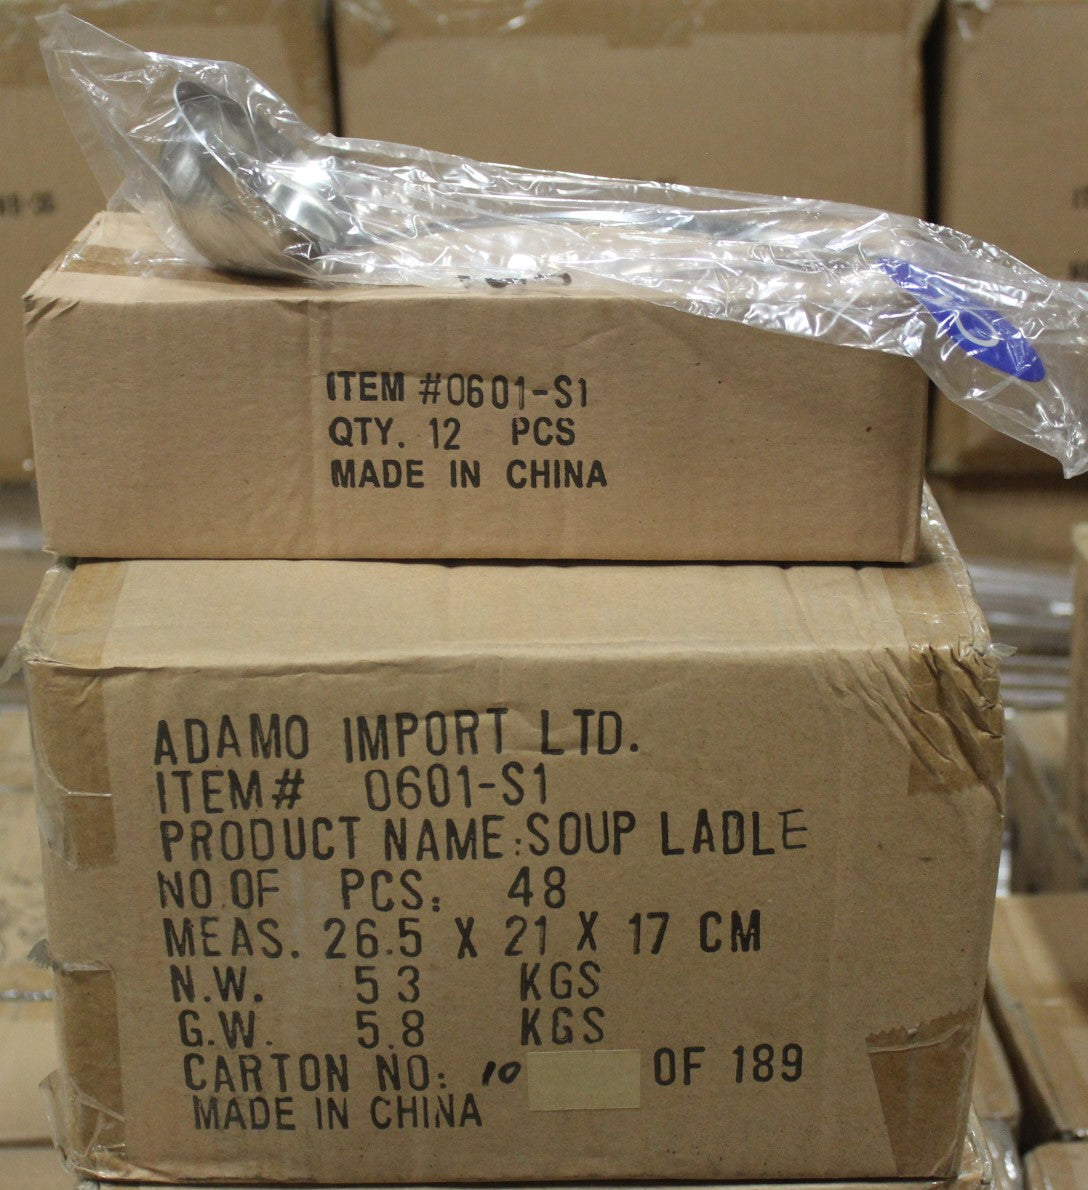 ITEM #0601-S1
QTY. 12 PCS
MADE IN CHINA
ADAMO IMPORT LTD.
ITEM# 0601-S1
PRODUCT NAME:SOUP LADLE
NO.OF PCS: 48
MEAS. 26.5 X 21 X 17 CM
N.W. 5 3 KGS
G.W. 5.8 KGS
CARTON NO: 10 OF 189
MADE IN CHINA